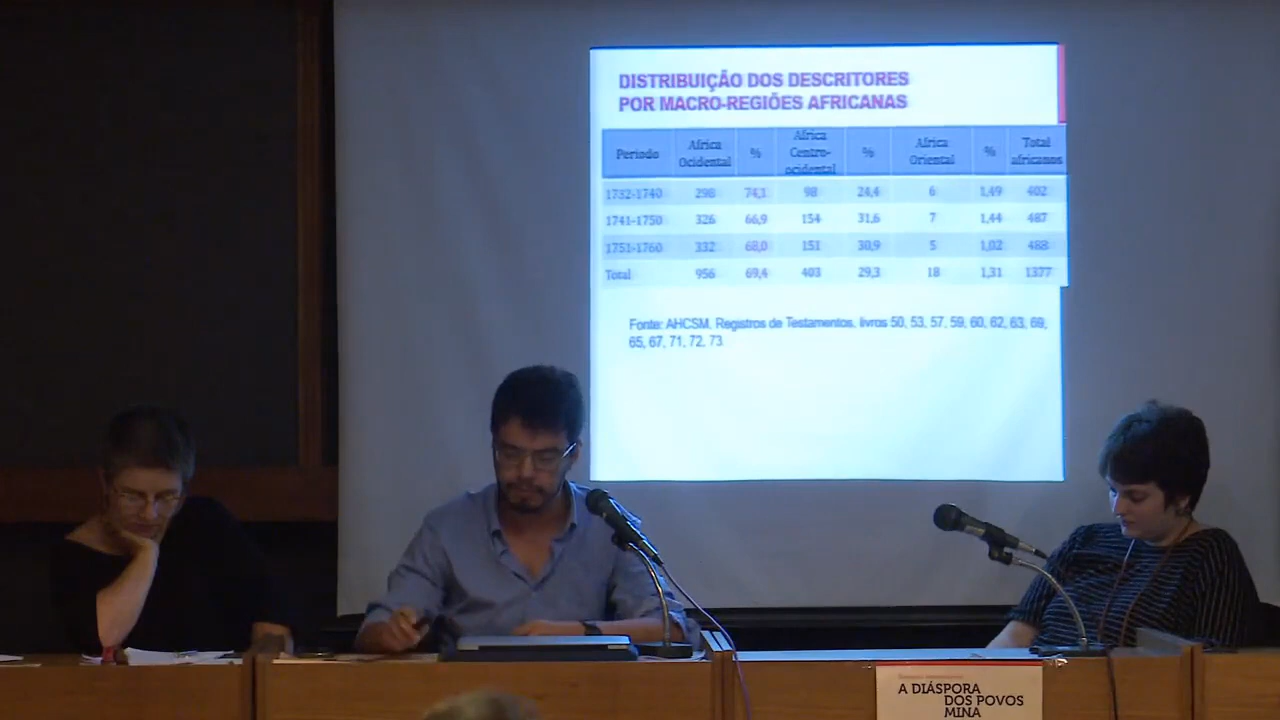 DISTRIBUIÇÃO DOS DESCRITORES
POR MACRO-REGIÕES AFRICANAS
Período Africa Ocidental % Africa Centro-ocidental % Africa Oriental % Total africanos
1732-1740 298 74,1 98 24,4 6 1,49 402
1741-1750 326 66,9 154 31,6 7 1,44 487
1751-1760 332 68,0 151 30,9 5 1,02 488
Total 956 69,4 403 29,3 18 1,31 1377
Fonte: AHCSM. Registros de Testamentos, livros 50, 53, 57, 59, 60, 62, 63, 69,
65, 67, 71, 72, 73
A DIÁSPORA
DOS POVOS
MINA